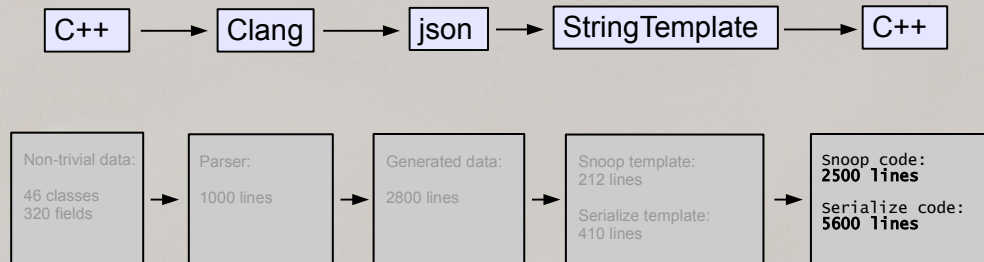 C++
Clang
json
StringTemplate
C++
Non-trivial data:
46 classes
320 fields
Parser:
1000 lines
Generated data:
2800 lines
Snoop template:
212 lines
Serialize template:
410 lines
Snoop code:
2500 lines
Serialize code:
5600 lines